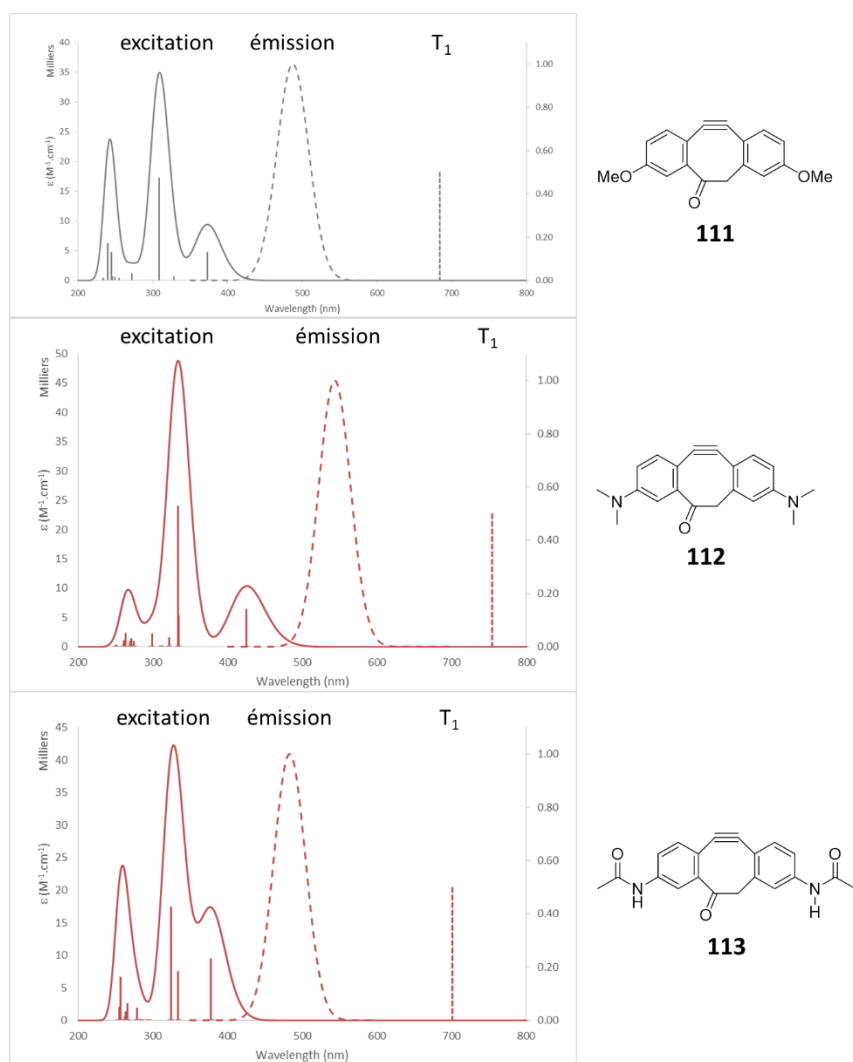 excitation émission T1
Milliers
ε (M-1.cm-1)
40
35
30
25
20
15
10
5
0
1.00
0.80
0.60
0.40
0.20
0.00
200 300 400 500 600 700 800
Wavelength (nm)
MeO
O
OMe
111
excitation émission T1
Milliers
ε (M-1.cm-1)
50
45
40
35
30
25
20
15
10
5
0
1.00
0.80
0.60
0.40
0.20
0.00
200 300 400 500 600 700 800
Wavelength (nm)
N
O
N
112
excitation émission T1
Milliers
ε (M-1.cm-1)
45
40
35
30
25
20
15
10
5
0
1.00
0.80
0.60
0.40
0.20
0.00
200 300 400 500 600 700 800
Wavelength (nm)
O
N
H
O
O
N
H
113